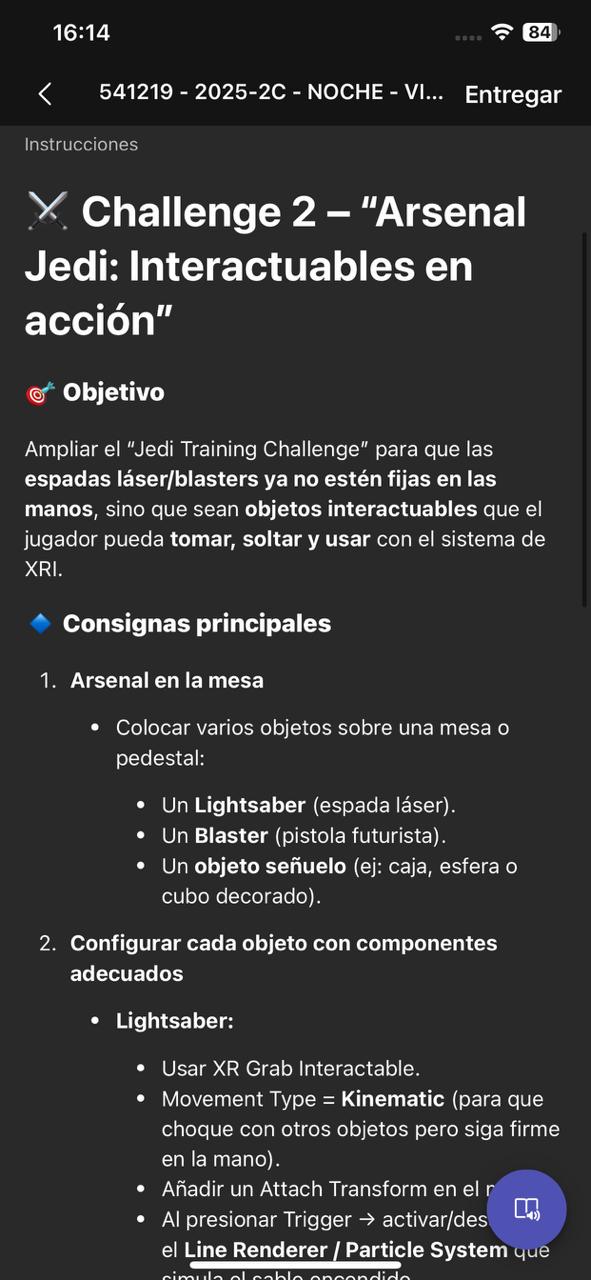 16:14
84
541219 - 2025-2C - NOCHE - VI...
Entregar
Instrucciones
⚔️ Challenge 2 – “Arsenal
Jedi: Interactuables en
acción”
🎯 Objetivo
Ampliar el “Jedi Training Challenge” para que las
espadas láser/blasters ya no estén fijas en las
manos, sino que sean objetos interactuables que el
jugador pueda tomar, soltar y usar con el sistema de
XRI.
🔹 Consignas principales
1. Arsenal en la mesa
• Colocar varios objetos sobre una mesa o
pedestal:
• Un Lightsaber (espada láser).
• Un Blaster (pistola futurista).
• Un objeto señuelo (ej: caja, esfera o
cubo decorado).
2. Configurar cada objeto con componentes
adecuados
• Lightsaber:
• Usar XR Grab Interactable.
• Movement Type = Kinematic (para que
choque con otros objetos pero siga firme
en la mano).
• Añadir un Attach Transform en el
• Al presionar Trigger → activar/des
el Line Renderer / Particle System que
simula el sable encendido